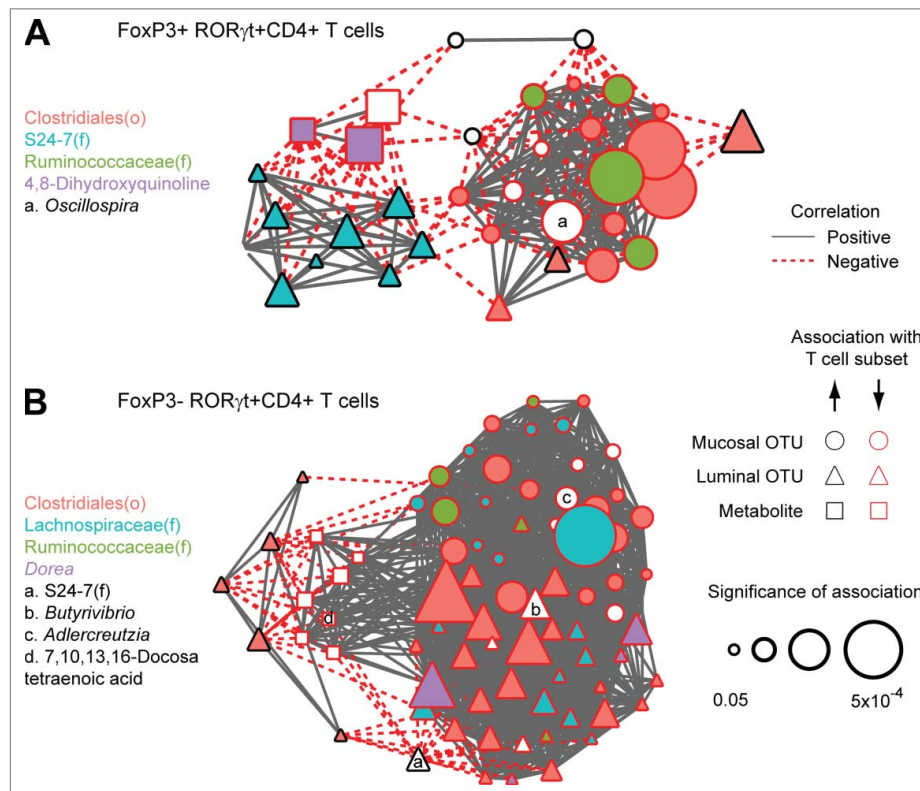 A
FoxP3+ RORγt+CD4+ T cells
Clostridiales(o)
S24-7(f)
Ruminococcaceae(f)
4,8-Dihydroxyquinoline
a. Oscillospira
a
Correlation
Positive
Negative
Association with
T cell subset
Mucosal OTU
Luminal OTU
Metabolite
Significance of association
0.05
5x10⁻⁴
B
FoxP3- RORγt+CD4+ T cells
Clostridiales(o)
Lachnospiraceae(f)
Ruminococcaceae(f)
Dorea
a. S24-7(f)
b. Butyrivibrio
c. Adlercreutzia
d. 7,10,13,16-Docosa
tetraenoic acid
c
b
d
a